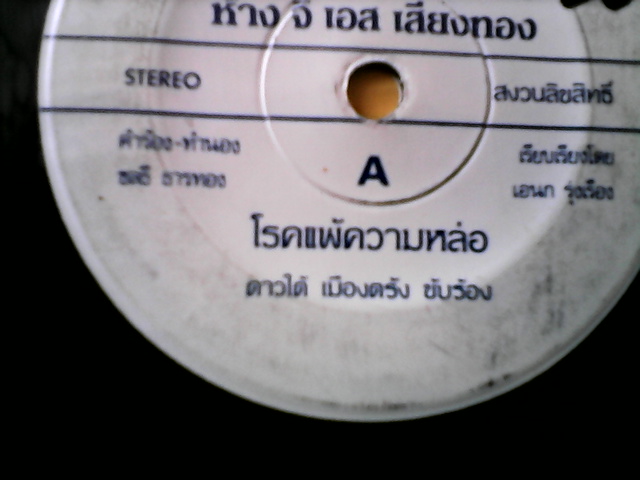 ห้าง จี เอส เสียงทอง
STEREO
สงวนลิขสิทธิ์
คำร้อง-ทำนอง
ชลธี ธารทอง
A
เรียบเรียงโดย
เอนก รุ่งเรือง
โรคแพ้ความหล่อ
ดาวใต้ เมืองตรัง ขับร้อง